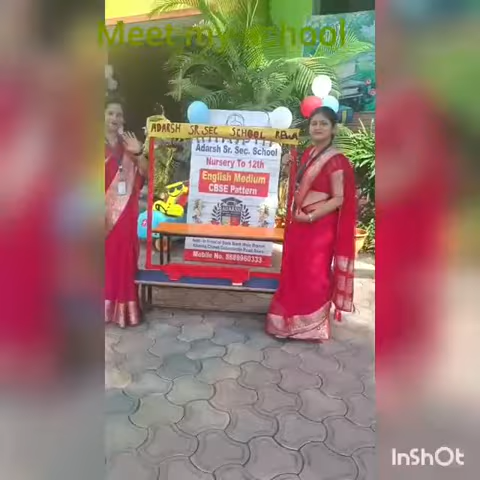 Meet my school
ADARSH SR.SEC SCHOOL REWA
Adarsh Sr. Sec. School
Nursery To 12th
English Medium
CBSE Pattern
Mobile No.
InShOt